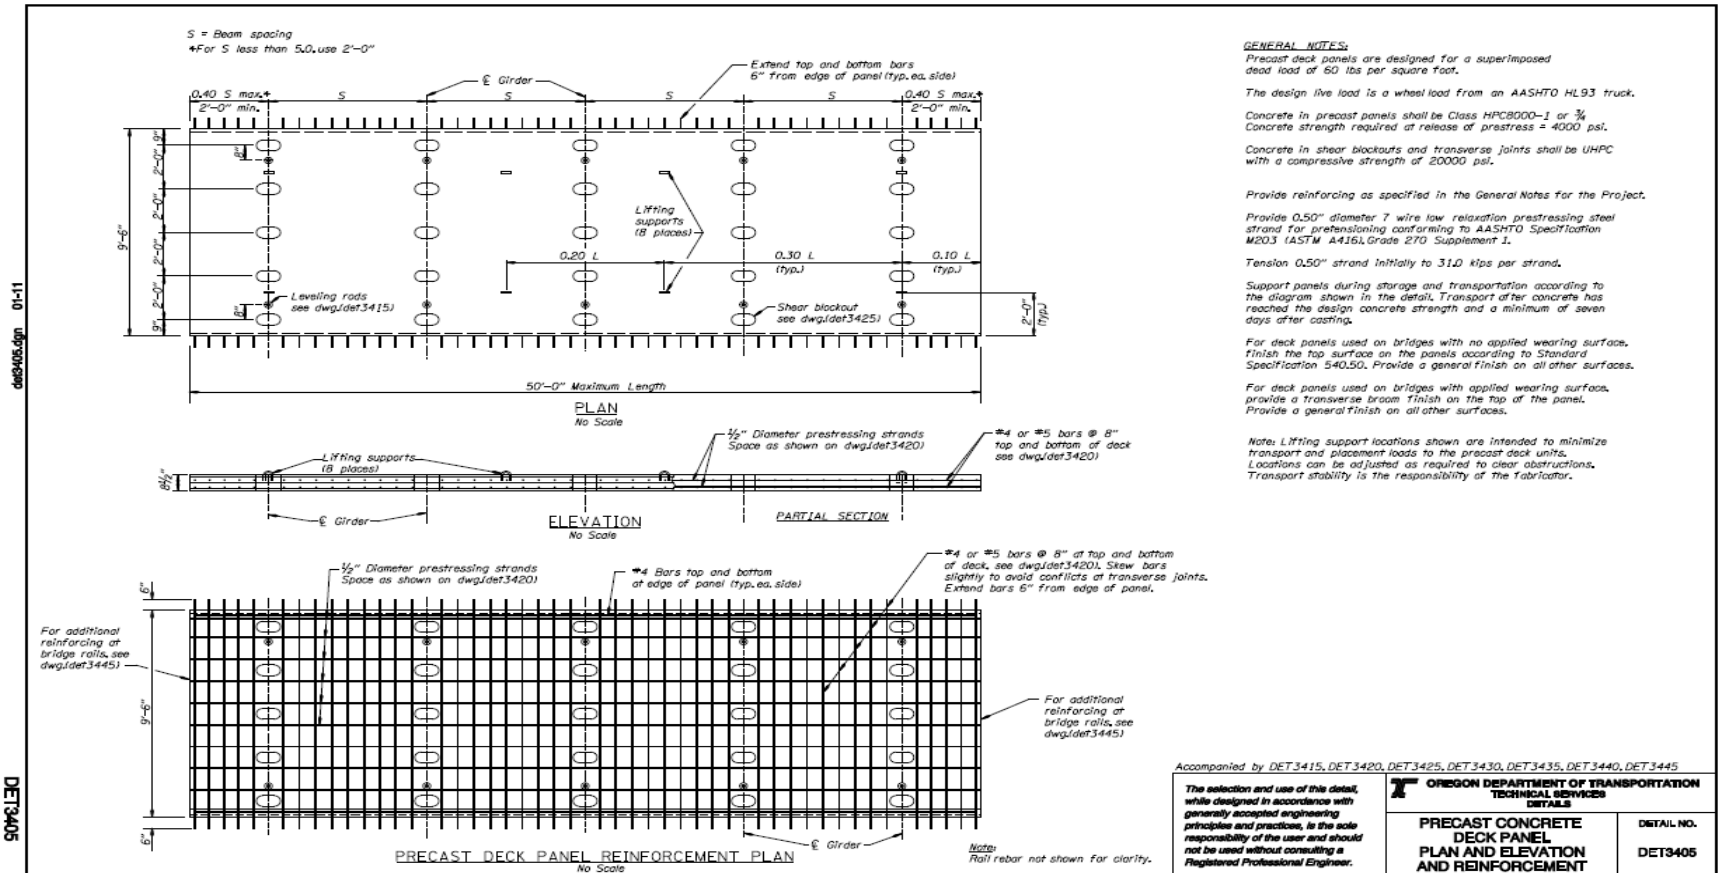 S = Beam spacing
*For S less than 5.0, use 2'-0"
Extend top and bottom bars
6" from edge of panel (typ. ea. side)
℄ Girder
0.40 S max.*
2'-0" min.
S
S
S
S
0.40 S max.*
2'-0" min.
9"
2'-0"
2'-0"
2'-0"
2'-0"
9"
9'-6"
8"
8"
Lifting
supports
(8 places)
0.20 L
0.30 L
(typ.)
0.10 L
(typ.)
Leveling rods
see dwg.(det3415)
Shear blockout
see dwg.(det3425)
2'-0"
(typ.)
50'-0" Maximum Length
PLAN
No Scale
½" Diameter prestressing strands
Space as shown on dwg.(det3420)
#4 or #5 bars @ 8"
top and bottom of deck
see dwg.(det3420)
Lifting supports
(8 places)
8½"
℄ Girder
ELEVATION
No Scale
PARTIAL SECTION
½" Diameter prestressing strands
Space as shown on dwg.(det3420)
#4 Bars top and bottom
at edge of panel (typ. ea. side)
#4 or #5 bars @ 8" at top and bottom
of deck, see dwg.(det3420). Skew bars
slightly to avoid conflicts at transverse joints.
Extend bars 6" from edge of panel.
6"
9'-6"
6"
For additional
reinforcing at
bridge rails, see
dwg.(det3445)
For additional
reinforcing at
bridge rails, see
dwg.(det3445)
℄ Girder
PRECAST DECK PANEL REINFORCEMENT PLAN
No Scale
Note:
Rail rebar not shown for clarity.
GENERAL NOTES:
Precast deck panels are designed for a superimposed
dead load of 60 lbs per square foot.
The design live load is a wheel load from an AASHTO HL93 truck.
Concrete in precast panels shall be Class HPC8000-1 or ¾
Concrete strength required at release of prestress = 4000 psi.
Concrete in shear blockouts and transverse joints shall be UHPC
with a compressive strength of 20000 psi.
Provide reinforcing as specified in the General Notes for the Project.
Provide 0.50" diameter 7 wire low relaxation prestressing steel
strand for pretensioning conforming to AASHTO Specification
M203 (ASTM A416), Grade 270 Supplement 1.
Tension 0.50" strand initially to 31.0 kips per strand.
Support panels during storage and transportation according to
the diagram shown in the detail. Transport after concrete has
reached the design concrete strength and a minimum of seven
days after casting.
For deck panels used on bridges with no applied wearing surface,
finish the top surface on the panels according to Standard
Specification 540.50. Provide a general finish on all other surfaces.
For deck panels used on bridges with applied wearing surface,
provide a transverse broom finish on the top of the panel.
Provide a general finish on all other surfaces.
Note: Lifting support locations shown are intended to minimize
transport and placement loads to the precast deck units.
Locations can be adjusted as required to clear obstructions.
Transport stability is the responsibility of the fabricator.
Accompanied by DET3415, DET3420, DET3425, DET3430, DET3435, DET3440, DET3445
The selection and use of this detail,
while designed in accordance with
generally accepted engineering
principles and practices, is the sole
responsibility of the user and should
not be used without consulting a
Registered Professional Engineer.
OREGON DEPARTMENT OF TRANSPORTATION
TECHNICAL SERVICES
DETAILS
PRECAST CONCRETE
DECK PANEL
PLAN AND ELEVATION
AND REINFORCEMENT
DETAIL NO.
DET3405
det3405.dgn 01-11
DET3405